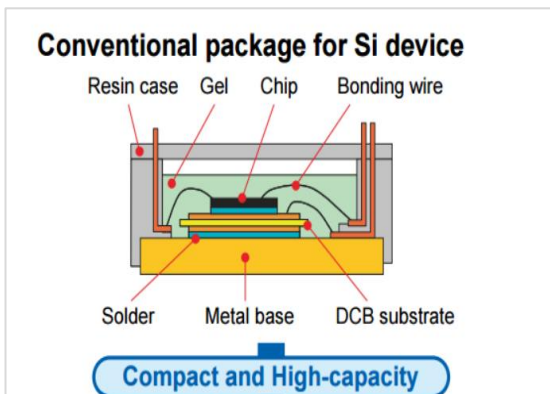 Conventional package for Si device
Resin case Gel Chip Bonding wire
Solder Metal base DCB substrate
Compact and High-capacity